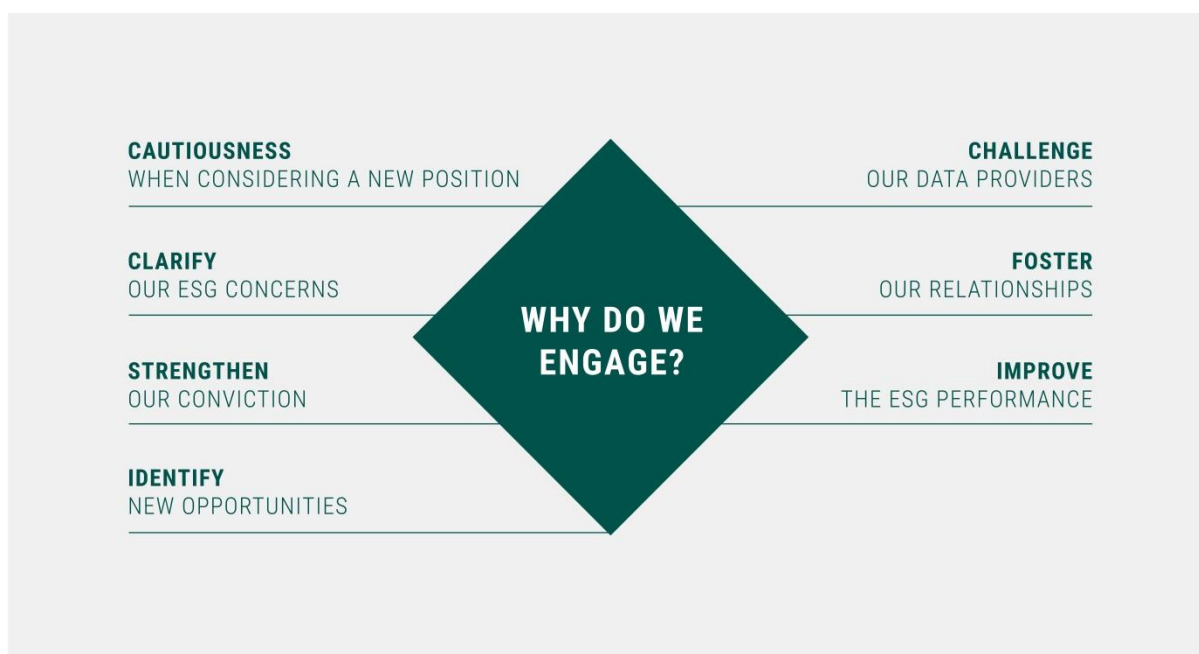 CAUTIOUSNESS
WHEN CONSIDERING A NEW POSITION
CLARIFY
OUR ESG CONCERNS
STRENGTHEN
OUR CONVICTION
IDENTIFY
NEW OPPORTUNITIES
WHY DO WE
ENGAGE?
CHALLENGE
OUR DATA PROVIDERS
FOSTER
OUR RELATIONSHIPS
IMPROVE
THE ESG PERFORMANCE